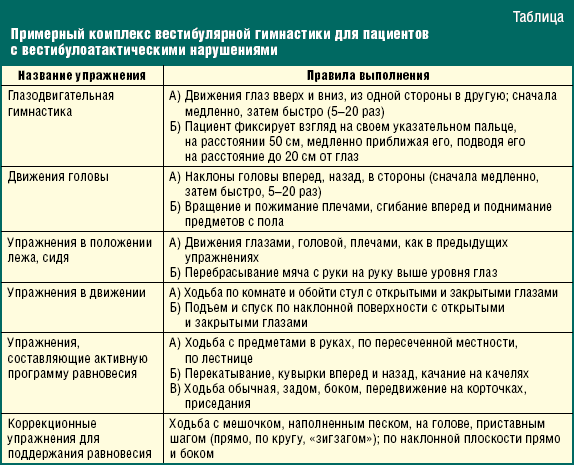 Таблица
Примерный комплекс вестибулярной гимнастики для пациентов
с вестибулоатактическими нарушениями
Название упражнения
Правила выполнения
Глазодвигательная
гимнастика
А) Движения глаз вверх и вниз, из одной стороны в другую; сначала
медленно, затем быстро (5–20 раз)
Б) Пациент фиксирует взгляд на своем указательном пальце,
на расстоянии 50 см, медленно приближая его, подводя его
на расстояние до 20 см от глаз
Движения головы
А) Наклоны головы вперед, назад, в стороны (сначала медленно,
затем быстро, 5–20 раз)
Б) Вращение и пожимание плечами, сгибание вперед и поднимание
предметов с пола
Упражнения в положении
лежа, сидя
А) Движения глазами, головой, плечами, как в предыдущих
упражнениях
Б) Перебрасывание мяча с руки на руку выше уровня глаз
Упражнения в движении
А) Ходьба по комнате и обойти стул с открытыми и закрытыми глазами
Б) Подъем и спуск по наклонной поверхности с открытыми
и закрытыми глазами
Упражнения,
составляющие активную
программу равновесия
А) Ходьба с предметами в руках, по пересеченной местности,
по лестнице
Б) Перекатывание, кувырки вперед и назад, качание на качелях
В) Ходьба обычная, задом, боком, передвижение на корточках,
приседания
Коррекционные
упражнения для
поддержания равновесия
Ходьба с мешочком, наполненным песком, на голове, приставным
шагом (прямо, по кругу, «зигзагом»); по наклонной плоскости прямо
и боком